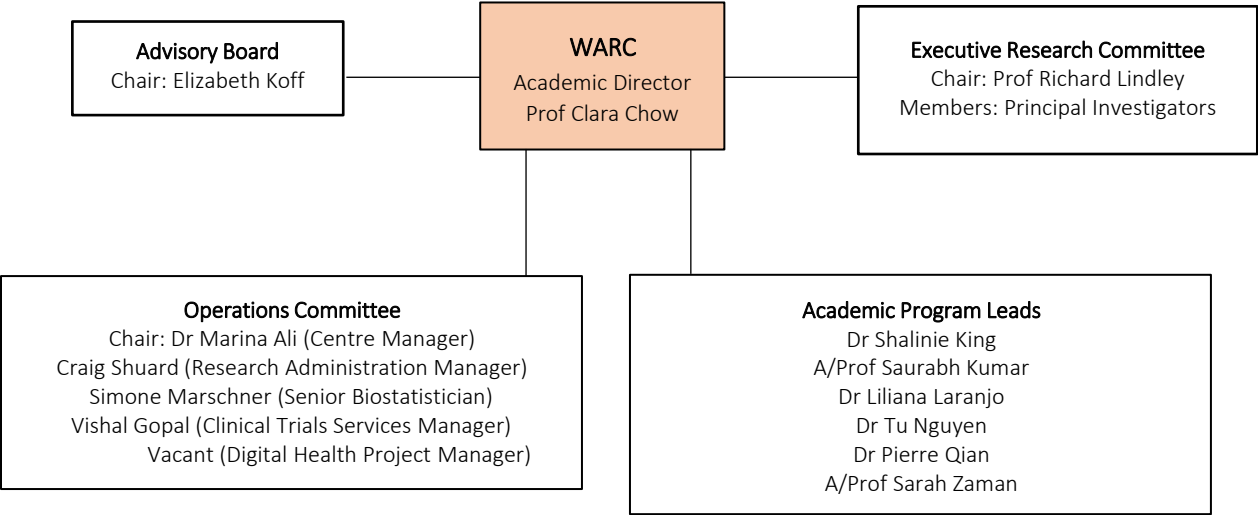 Advisory Board
Chair: Elizabeth Koff
WARC
Academic Director
Prof Clara Chow
Executive Research Committee
Chair: Prof Richard Lindley
Members: Principal Investigators
Operations Committee
Chair: Dr Marina Ali (Centre Manager)
Craig Shuard (Research Administration Manager)
Simone Marschner (Senior Biostatistician)
Vishal Gopal (Clinical Trials Services Manager)
Vacant (Digital Health Project Manager)
Academic Program Leads
Dr Shalinie King
A/Prof Saurabh Kumar
Dr Liliana Laranjo
Dr Tu Nguyen
Dr Pierre Qian
A/Prof Sarah Zaman